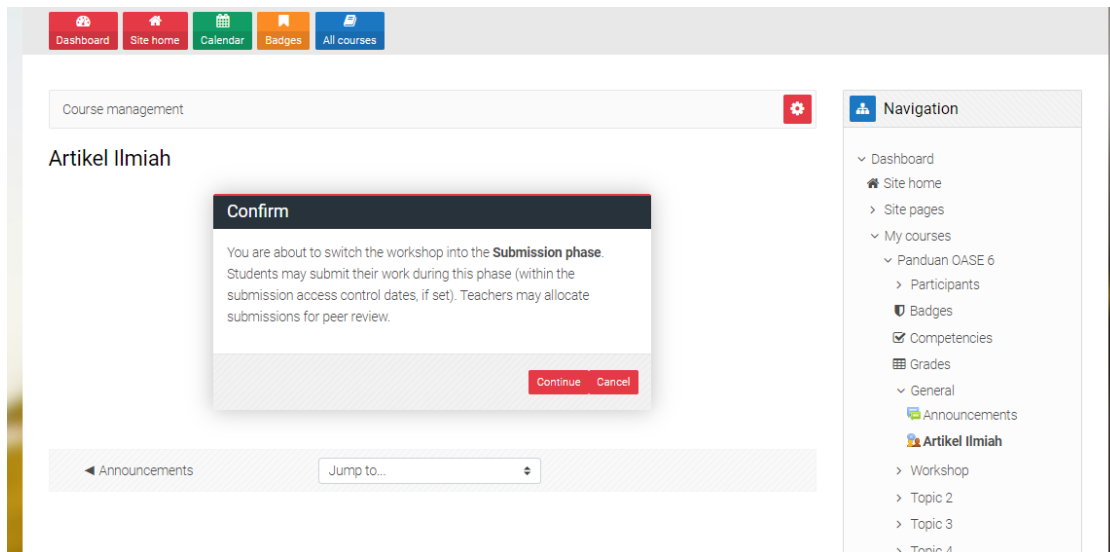 Dashboard
Site home
Calendar
Badges
All courses
Course management
Artikel Ilmiah
Confirm
You are about to switch the workshop into the Submission phase.
Students may submit their work during this phase (within the
submission access control dates, if set). Teachers may allocate
submissions for peer review.
Continue
Cancel
◄ Announcements
Jump to...
Navigation
Dashboard
Site home
Site pages
My courses
Panduan OASE 6
Participants
Badges
Competencies
Grades
General
Announcements
Artikel Ilmiah
Workshop
Topic 2
Topic 3
Topic 4